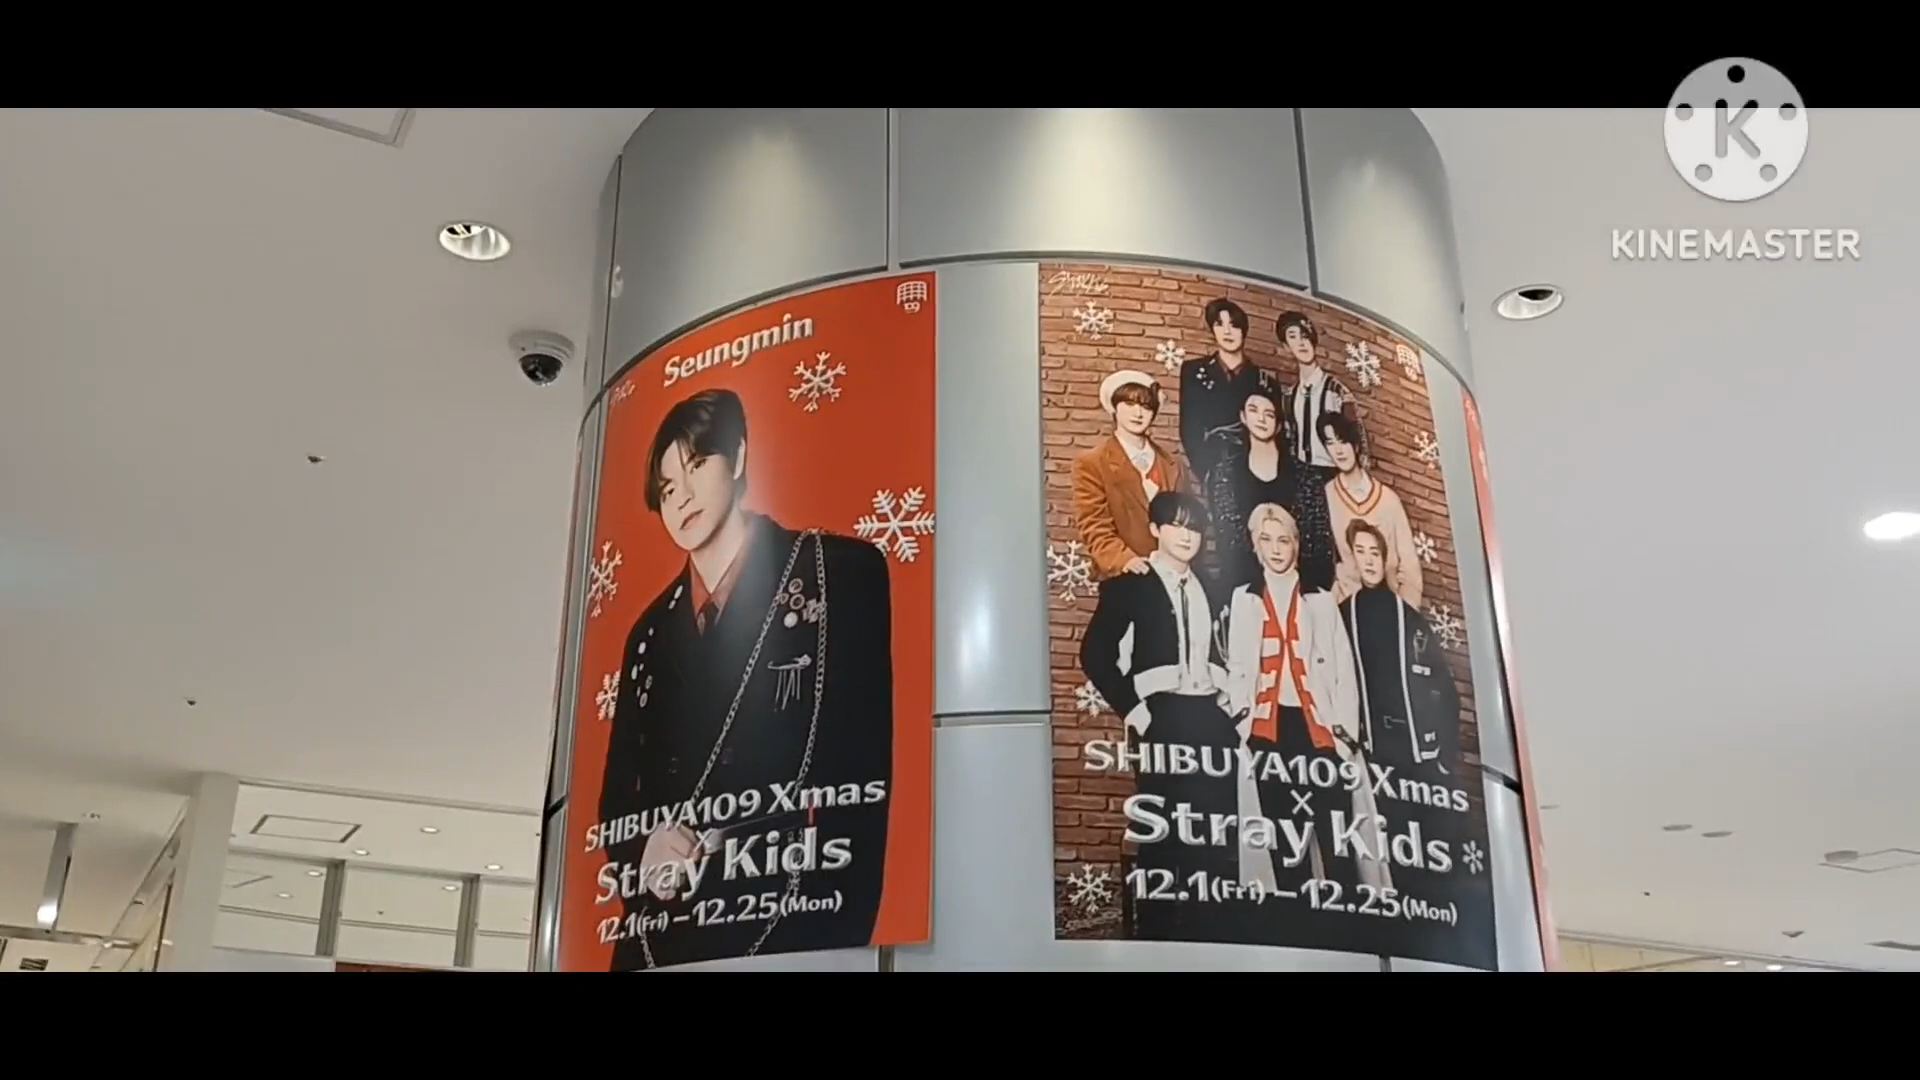 K
KINEMASTER
Seungmin
SHIBUYA109 Xmas
×
Stray Kids
12.1(Fri)–12.25(Mon)
SHIBUYA109 Xmas
×
Stray Kids
12.1(Fri)–12.25(Mon)